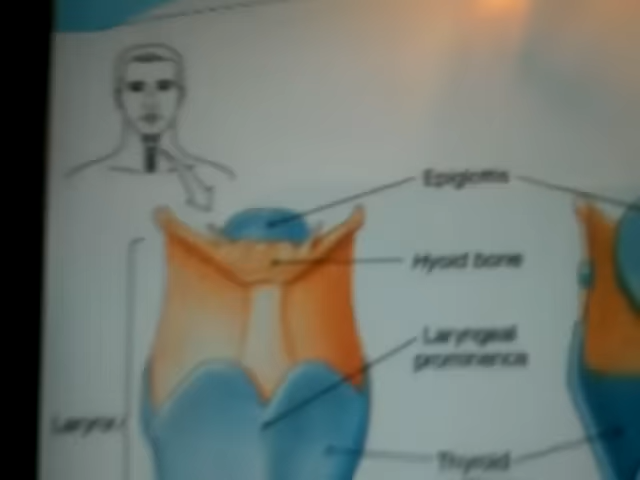 Epiglottis
Hyoid bone
Laryngeal
prominence
Larynx
Thyroid